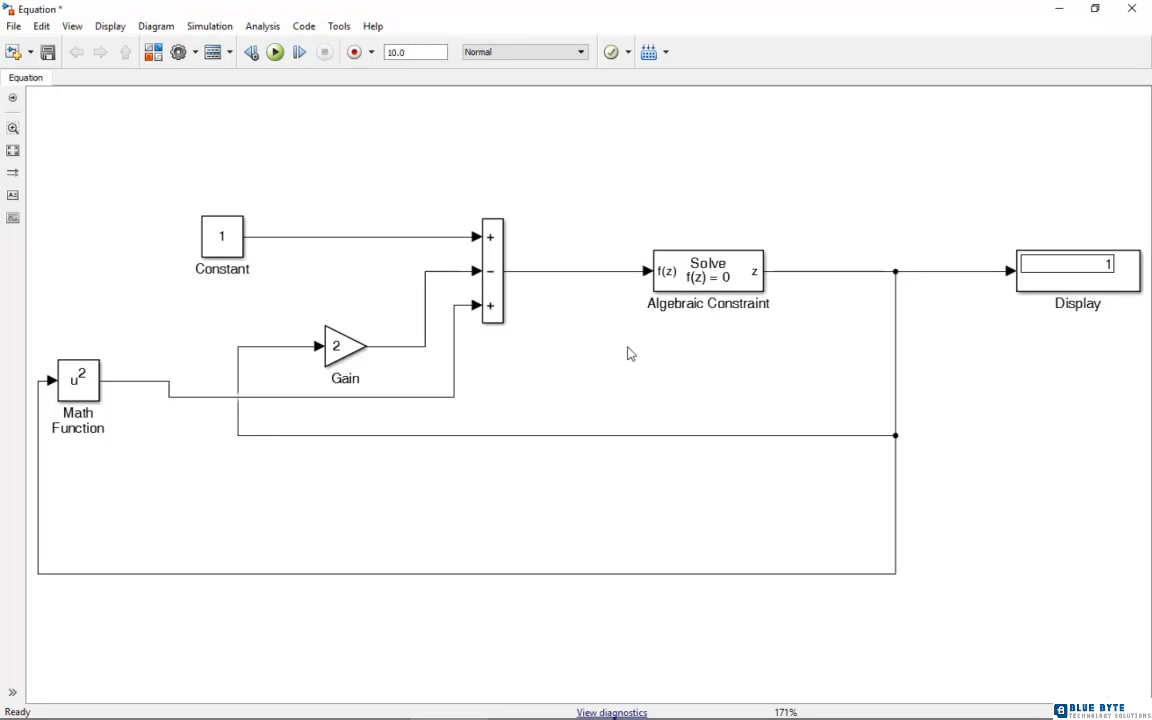 Equation *
File Edit View Display Diagram Simulation Analysis Code Tools Help
10.0 Normal
Equation
1
Constant
+
−
+
Solve
f(z) f(z) = 0 z
Algebraic Constraint
1
Display
2
Gain
u²
Math
Function
Ready View diagnostics 171%
BLUE BYTE
TECHNOLOGY SOLUTIONS